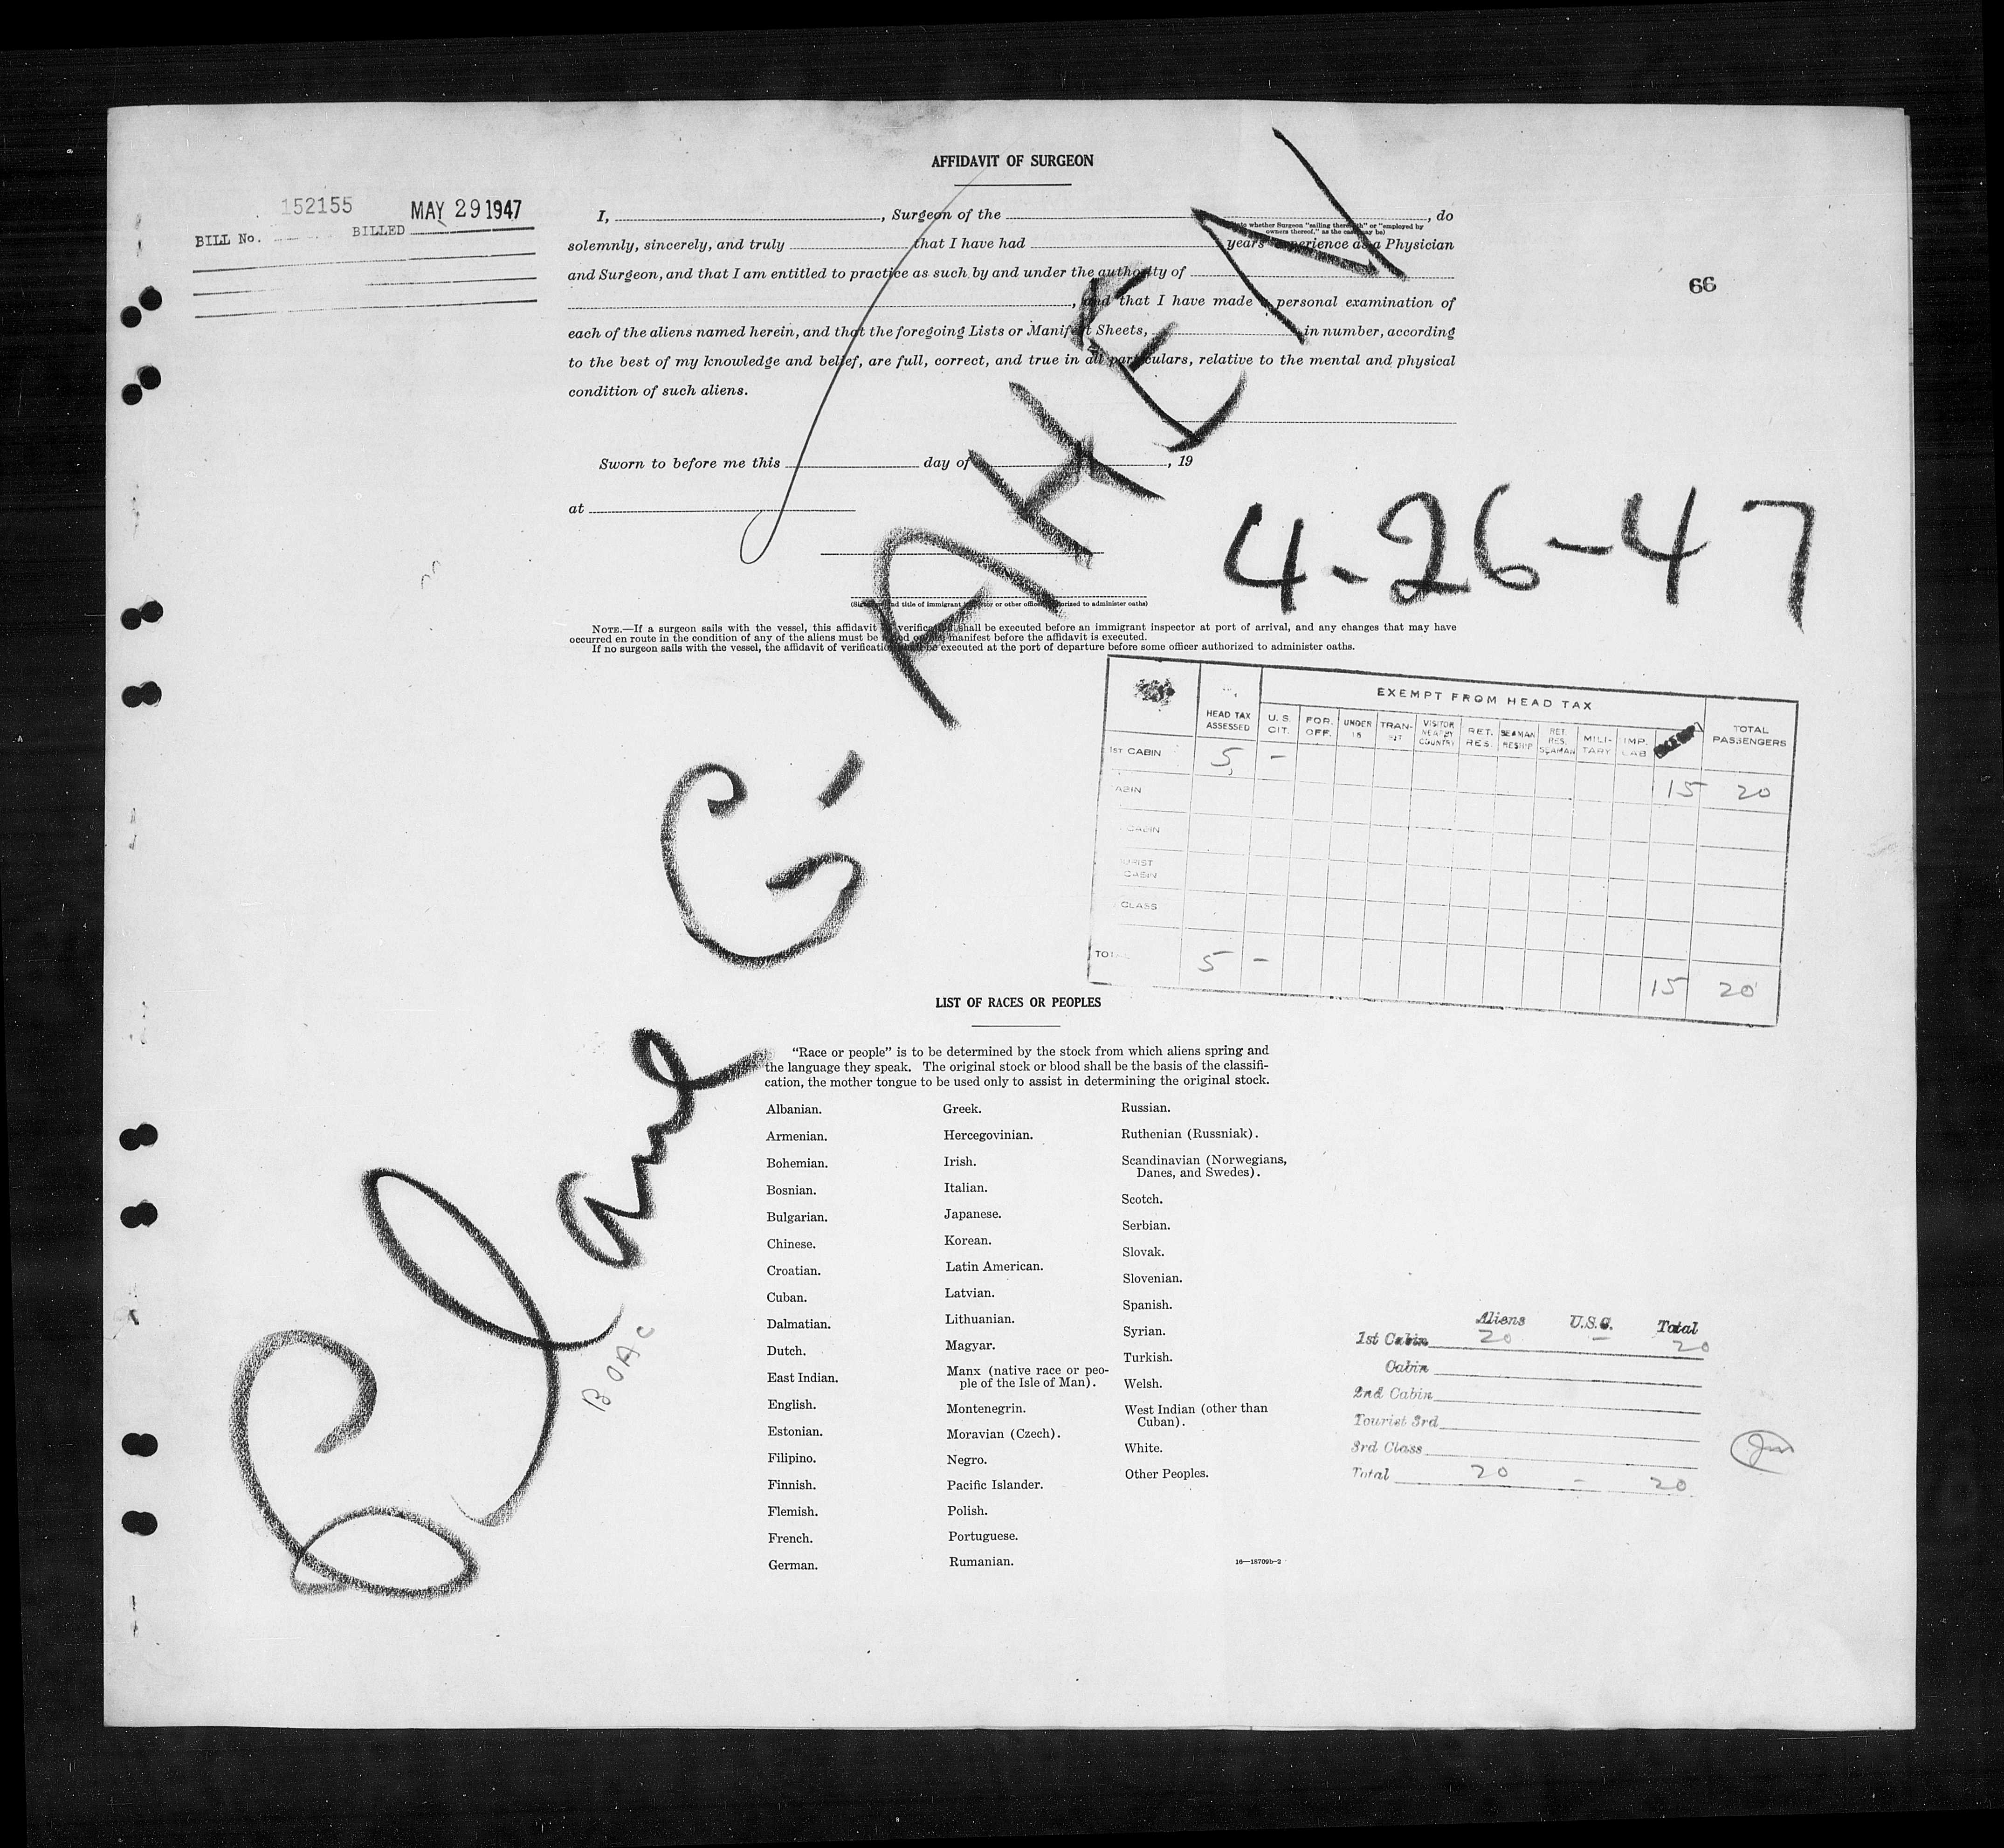 AFFIDAVIT OF SURGEON
152155 MAY 29 1947
BILL No. BILLED
66
I, , Surgeon of the , do
solemnly, sincerely, and truly that I have had years' experience as a Physician
and Surgeon, and that I am entitled to practice as such by and under the authority of
, and that I have made a personal examination of
each of the aliens named herein, and that the foregoing Lists or Manifest Sheets, in number, according
to the best of my knowledge and belief, are full, correct, and true in all particulars, relative to the mental and physical
condition of such aliens.
Sworn to before me this day of , 19
at
4-26-47
NOTE.—If a surgeon sails with the vessel, this affidavit verification shall be executed before an immigrant inspector at port of arrival, and any changes that may have
occurred en route in the condition of any of the aliens must be manifest before the affidavit is executed.
If no surgeon sails with the vessel, the affidavit of verification be executed at the port of departure before some officer authorized to administer oaths.
Plane G-AHEN
BOAC
EXEMPT FROM HEAD TAX
HEAD TAX ASSESSED U. S. CIT. FOR. OFF. UNDER 16 TRAN-SIT VISITOR NEARBY COUNTRY RET. RES. SEAMAN RESHIP RET. RES. SEAMAN MILI-TARY IMP. LAB TOTAL PASSENGERS
1ST CABIN 5 -
ABIN 15 20
CABIN
URIST CABIN
CLASS
TOTAL 5 - 15 20
LIST OF RACES OR PEOPLES
"Race or people" is to be determined by the stock from which aliens spring and
the language they speak. The original stock or blood shall be the basis of the classifi-
cation, the mother tongue to be used only to assist in determining the original stock.
Albanian.
Armenian.
Bohemian.
Bosnian.
Bulgarian.
Chinese.
Croatian.
Cuban.
Dalmatian.
Dutch.
East Indian.
English.
Estonian.
Filipino.
Finnish.
Flemish.
French.
German.
Greek.
Hercegovinian.
Irish.
Italian.
Japanese.
Korean.
Latin American.
Latvian.
Lithuanian.
Magyar.
Manx (native race or peo-
ple of the Isle of Man).
Montenegrin.
Moravian (Czech).
Negro.
Pacific Islander.
Polish.
Portuguese.
Rumanian.
Russian.
Ruthenian (Russniak).
Scandinavian (Norwegians,
Danes, and Swedes).
Scotch.
Serbian.
Slovak.
Slovenian.
Spanish.
Syrian.
Turkish.
Welsh.
West Indian (other than
Cuban).
White.
Other Peoples.
16—18709b-2
Aliens U.S.C. Total
1st Cabin 20 - 20
Cabin
2nd Cabin
Tourist 3rd
3rd Class
Total 20 - 20